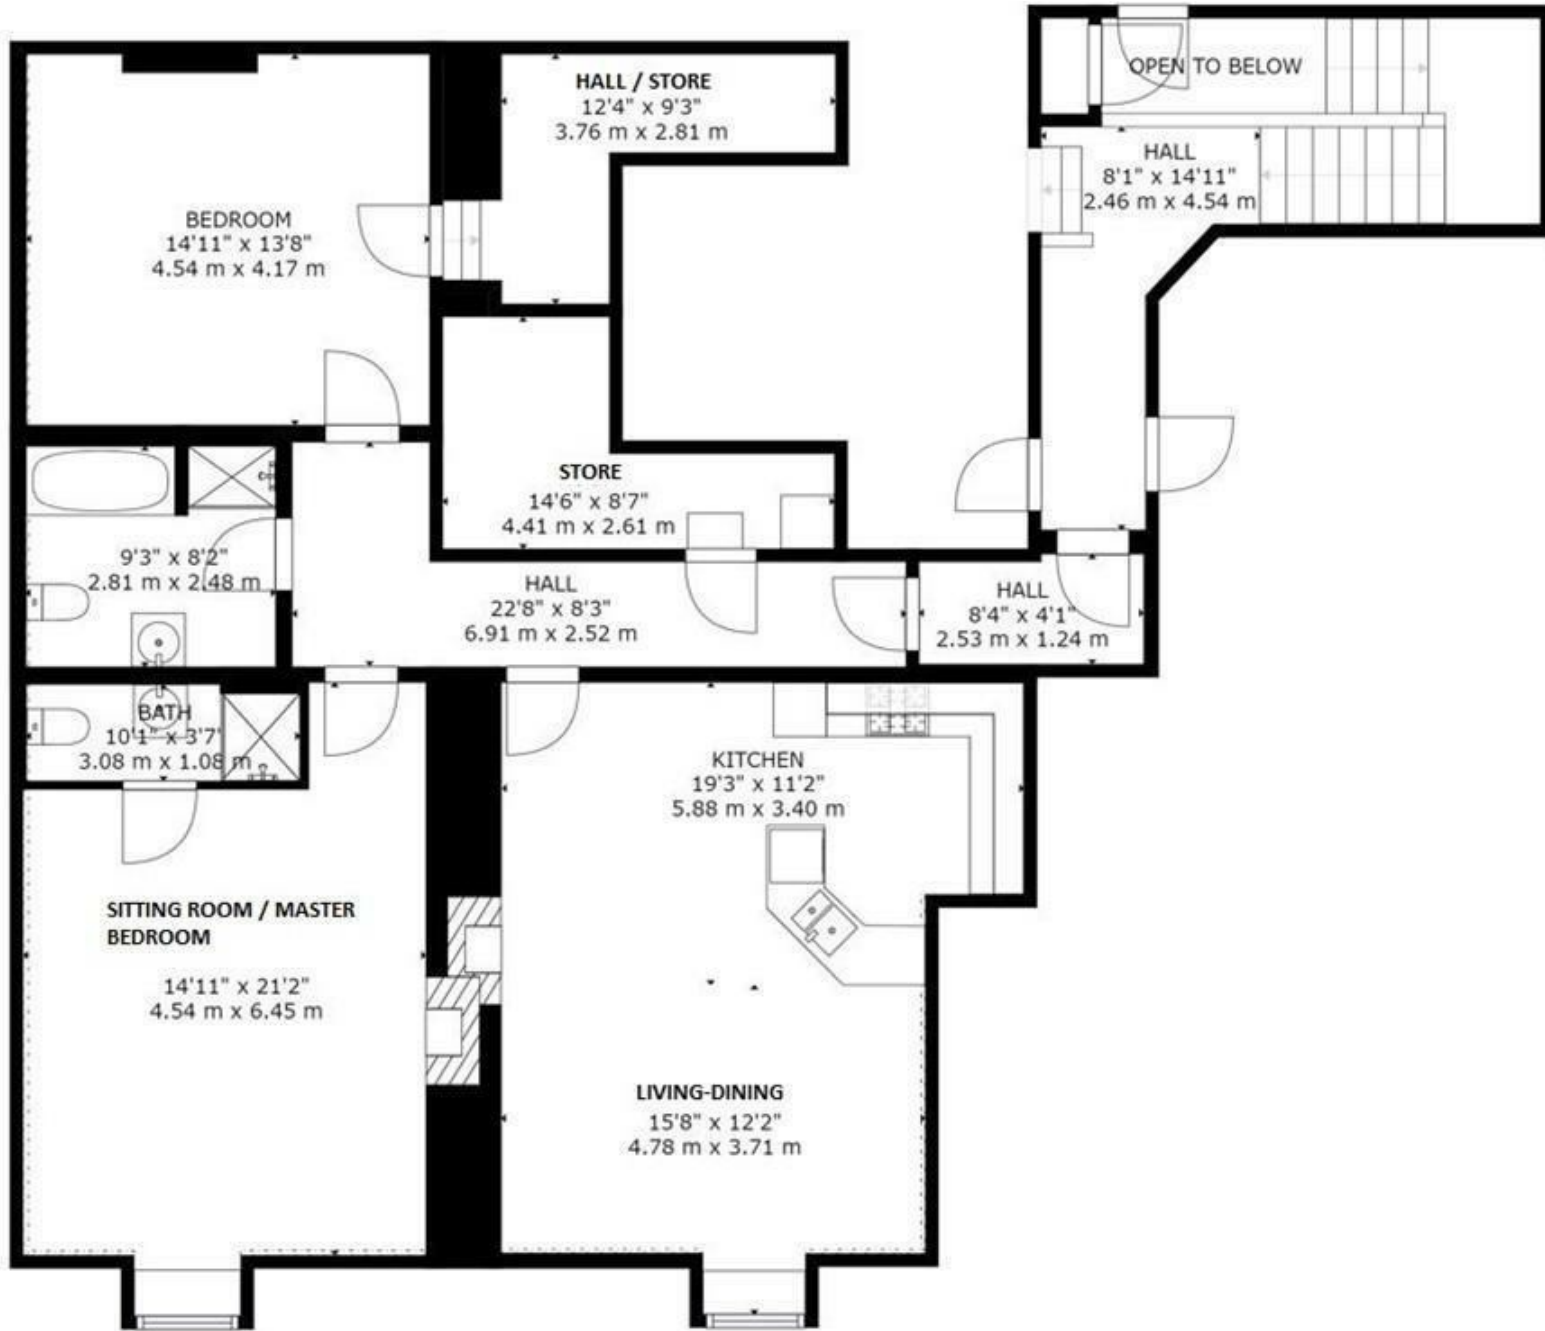 HALL / STORE
12'4" x 9'3"
3.76 m x 2.81 m
OPEN TO BELOW
HALL
8'1" x 14'11"
2.46 m x 4.54 m
BEDROOM
14'11" x 13'8"
4.54 m x 4.17 m
STORE
14'6" x 8'7"
4.41 m x 2.61 m
9'3" x 8'2"
2.81 m x 2.48 m
HALL
22'8" x 8'3"
6.91 m x 2.52 m
HALL
8'4" x 4'1"
2.53 m x 1.24 m
BATH
10'1" x 3'7"
3.08 m x 1.08 m
KITCHEN
19'3" x 11'2"
5.88 m x 3.40 m
SITTING ROOM / MASTER
BEDROOM
14'11" x 21'2"
4.54 m x 6.45 m
LIVING-DINING
15'8" x 12'2"
4.78 m x 3.71 m